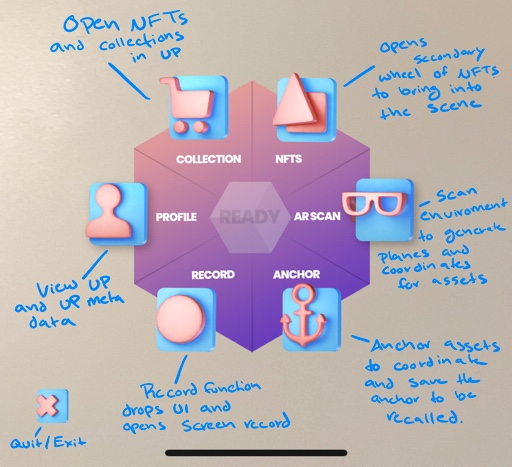 Open NFTs
and collections
in UP
Opens
secondary
wheel of NFTs
to bring into
the scene
COLLECTION
NFTS
PROFILE
READY
AR SCAN
Scan
enviroment
to generate
planes and
coordinates
for assets
View UP
and UP meta
data
RECORD
ANCHOR
Record function
drops UI and
opens screen record
Anchor assets
to coordinate
and save the
anchor to be
recalled.
Quit/Exit